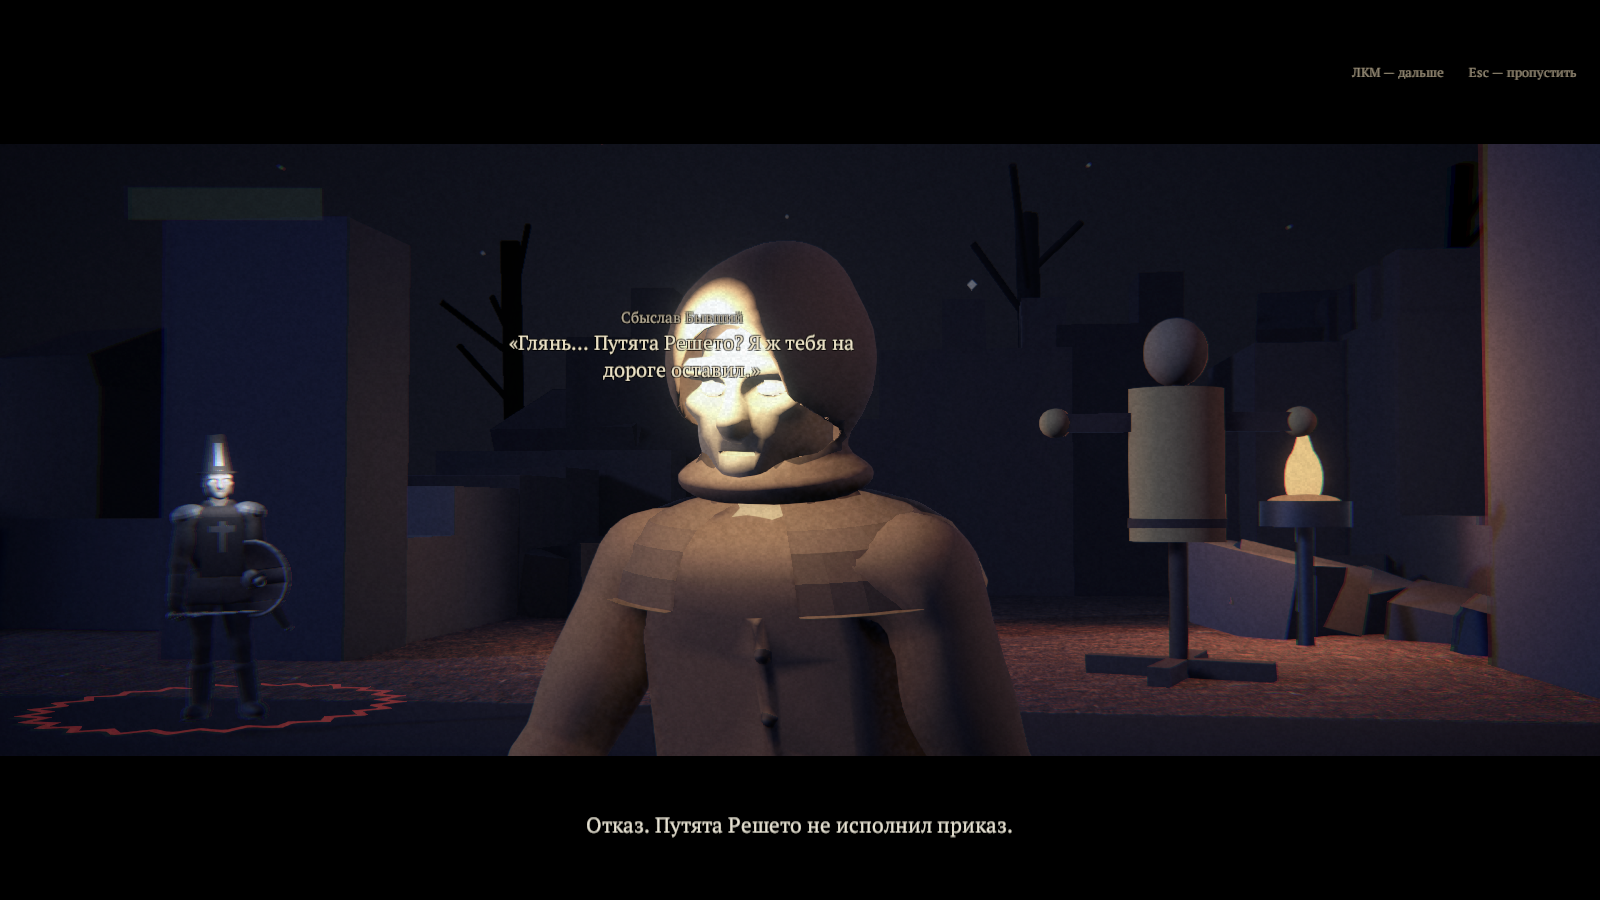 ЛКМ — дальше Esc — пропустить
Сбыслав Бывший
«Глянь... Путята Решето? Я ж тебя на
дороге оставил.»
Отказ. Путята Решето не исполнил приказ.